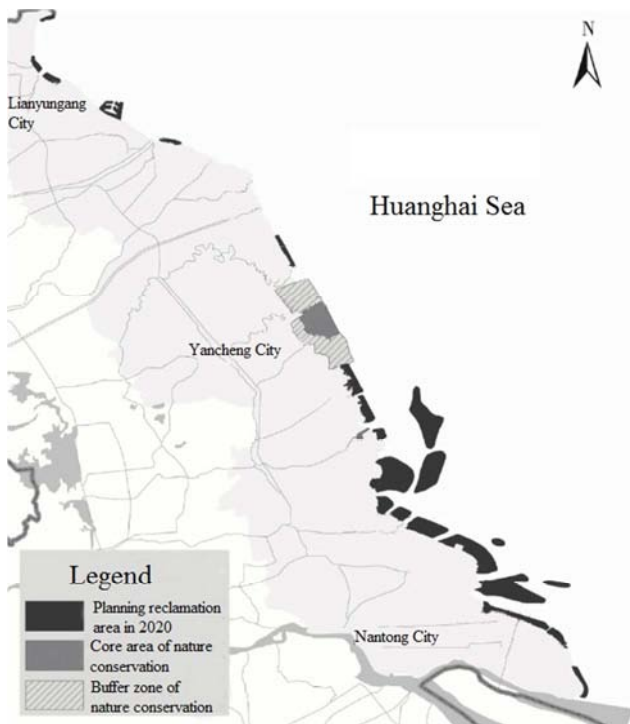 N
Lianyungang
City
Huanghai Sea
Yancheng City
Legend
Planning reclamation
area in 2020
Core area of nature
conservation
Buffer zone of
nature conservation
Nantong City